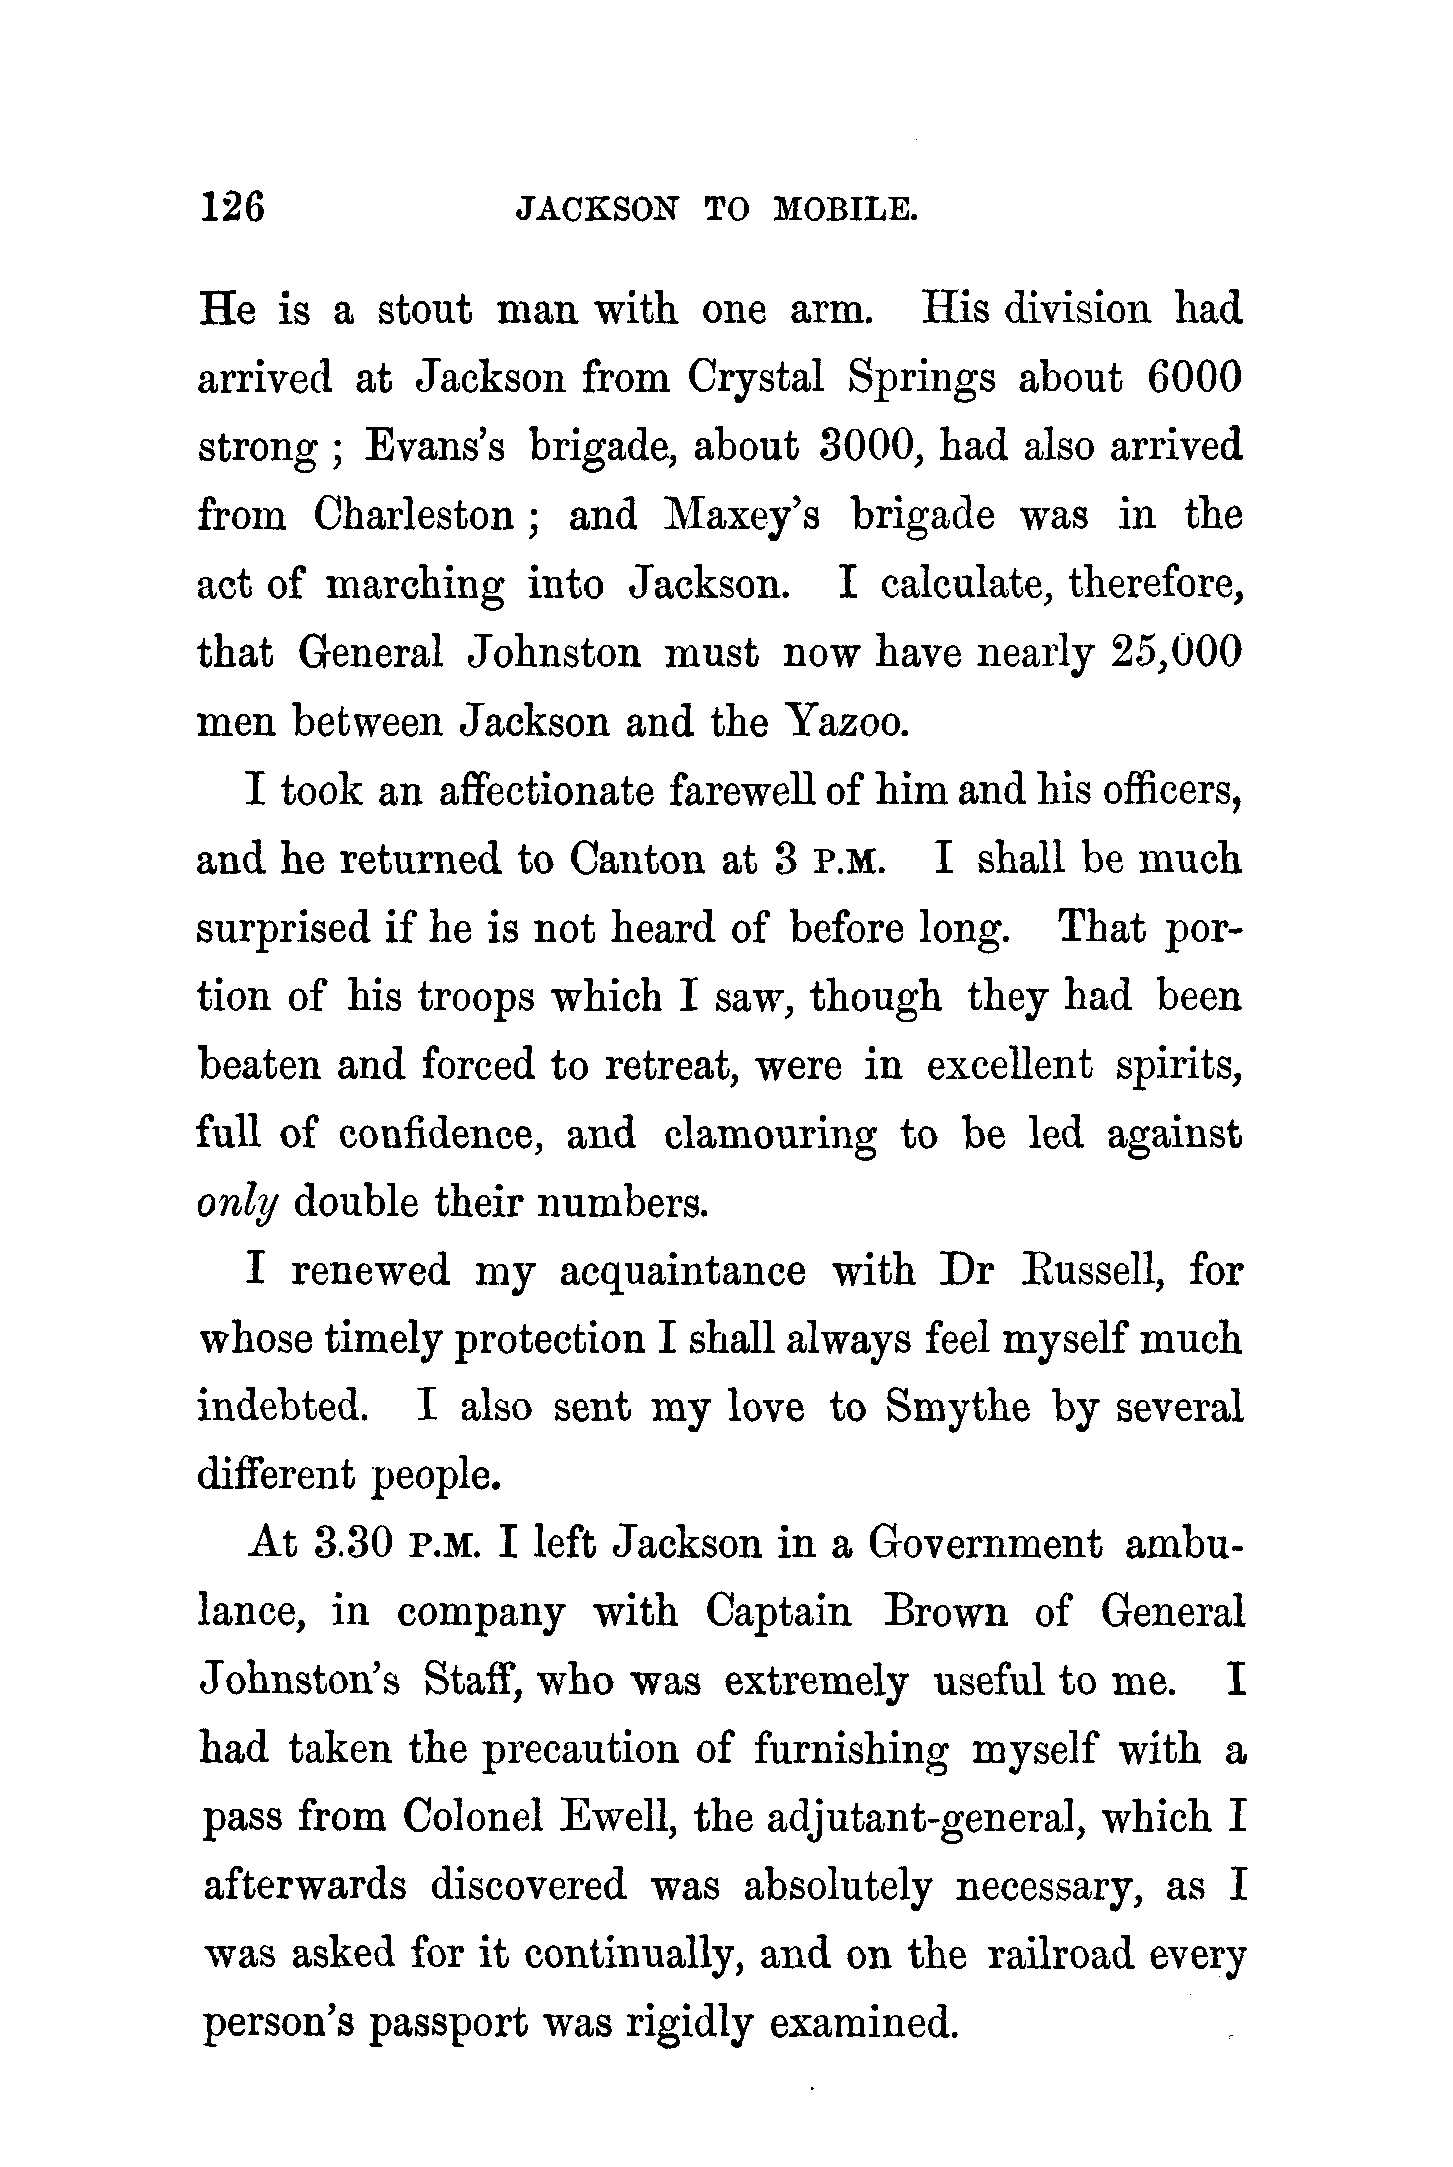 126 JACKSON TO MOBILE.
He is a stout man with one arm. His division had
arrived at Jackson from Crystal Springs about 6000
strong ; Evans's brigade, about 3000, had also arrived
from Charleston ; and Maxey's brigade was in the
act of marching into Jackson. I calculate, therefore,
that General Johnston must now have nearly 25,000
men between Jackson and the Yazoo.
I took an affectionate farewell of him and his officers,
and he returned to Canton at 3 P.M. I shall be much
surprised if he is not heard of before long. That por-
tion of his troops which I saw, though they had been
beaten and forced to retreat, were in excellent spirits,
full of confidence, and clamouring to be led against
only double their numbers.
I renewed my acquaintance with Dr Russell, for
whose timely protection I shall always feel myself much
indebted. I also sent my love to Smythe by several
different people.
At 3.30 P.M. I left Jackson in a Government ambu-
lance, in company with Captain Brown of General
Johnston's Staff, who was extremely useful to me. I
had taken the precaution of furnishing myself with a
pass from Colonel Ewell, the adjutant-general, which I
afterwards discovered was absolutely necessary, as I
was asked for it continually, and on the railroad every
person's passport was rigidly examined.